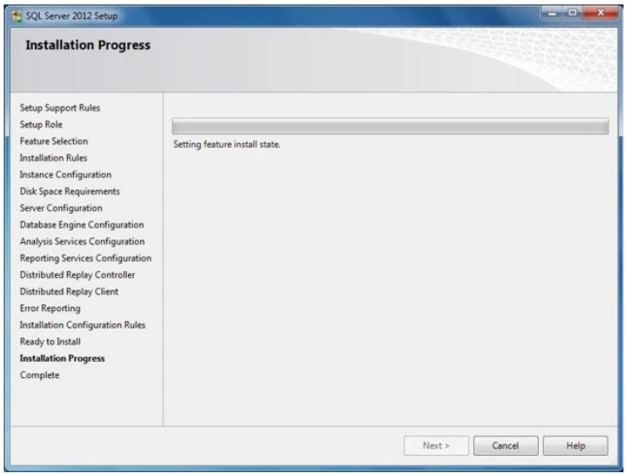 SQL Server 2012 Setup
Installation Progress
Setup Support Rules
Setup Role
Feature Selection
Installation Rules
Instance Configuration
Disk Space Requirements
Server Configuration
Database Engine Configuration
Analysis Services Configuration
Reporting Services Configuration
Distributed Replay Controller
Distributed Replay Client
Error Reporting
Installation Configuration Rules
Ready to Install
Installation Progress
Complete
Setting feature install state.
Next >
Cancel
Help